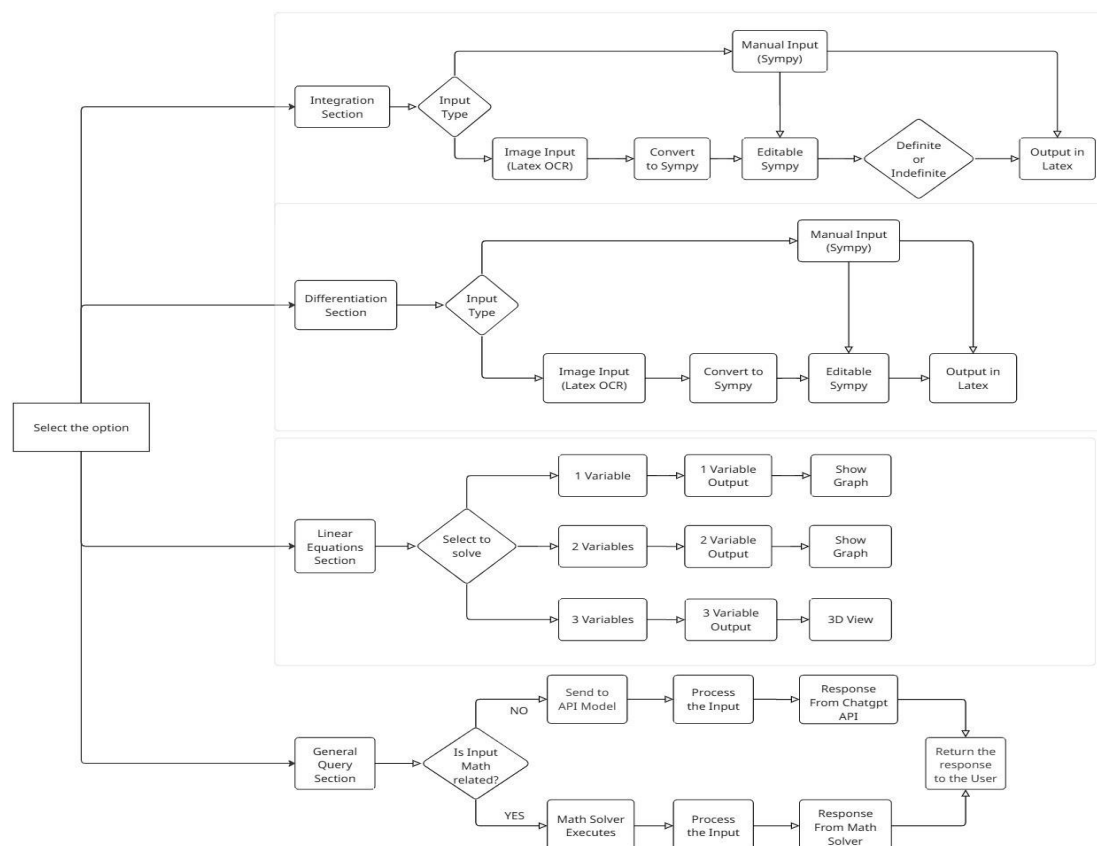 Manual Input
(Sympy)
Integration
Section
Input
Type
Image Input
(Latex OCR)
Convert
to Sympy
Editable
Sympy
Definite
or
Indefinite
Output in
Latex
Manual Input
(Sympy)
Differentiation
Section
Input
Type
Image Input
(Latex OCR)
Convert to
Sympy
Editable
Sympy
Output in
Latex
Select the option
1 Variable
1 Variable
Output
Show
Graph
Linear
Equations
Section
Select to
solve
2 Variables
2 Variable
Output
Show
Graph
3 Variables
3 Variable
Output
3D View
Send to
API Model
Process
the Input
Response
From Chatgpt
API
NO
General
Query
Section
Is Input
Math
related?
Return the
response
to the User
YES
Math Solver
Executes
Process
the Input
Response
From Math
Solver